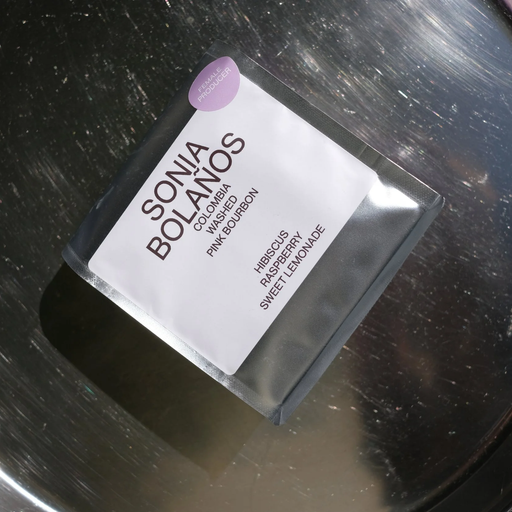 FEMALE
PRODUCER
SONIA
BOLAÑOS
COLOMBIA
WASHED
PINK BOURBON
HIBISCUS
RASPBERRY
SWEET LEMONADE